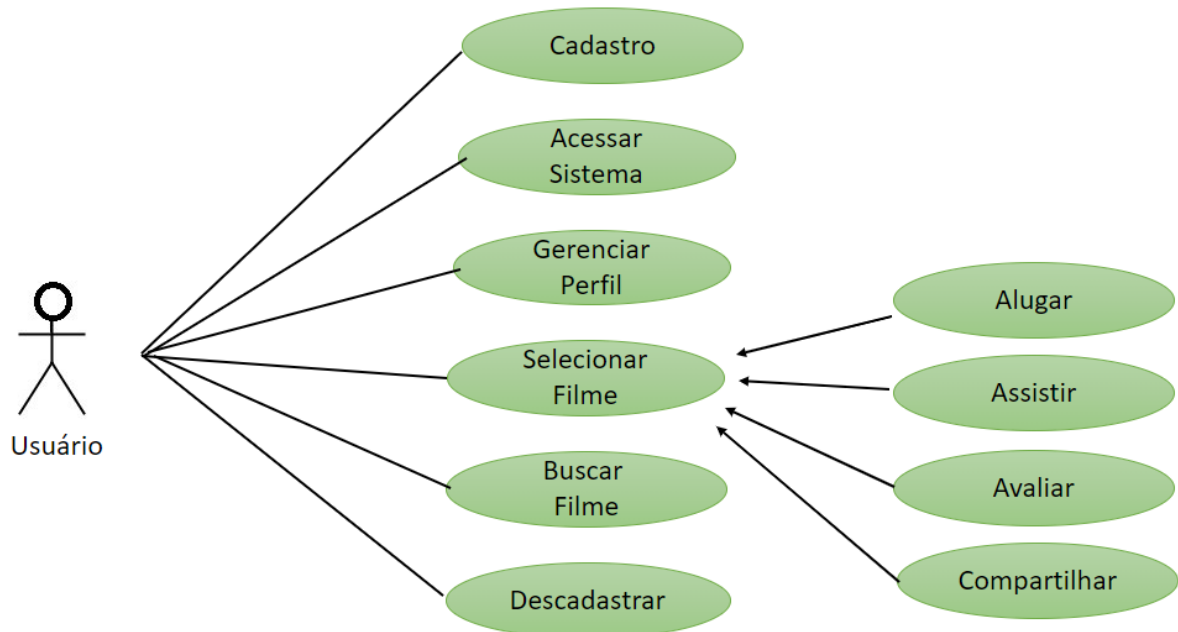 Cadastro
Acessar
Sistema
Gerenciar
Perfil
Selecionar
Filme
Buscar
Filme
Descadastrar
Usuário
Alugar
Assistir
Avaliar
Compartilhar